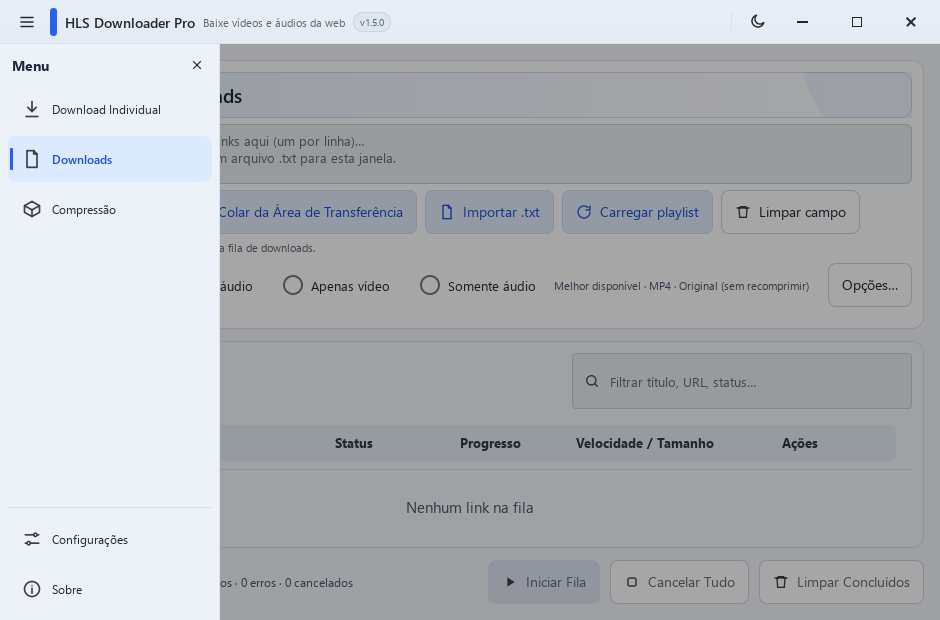 HLS Downloader Pro Baixe vídeos e áudios da web v1.5.0
Menu
Download Individual
Downloads
Compressão
Configurações
Sobre
ds
nks aqui (um por linha)...
m arquivo .txt para esta janela.
Colar da Área de Transferência Importar .txt Carregar playlist Limpar campo
a fila de downloads.
áudio Apenas vídeo Somente áudio Melhor disponível · MP4 · Original (sem recomprimir) Opções...
Filtrar título, URL, status...
Status Progresso Velocidade / Tamanho Ações
Nenhum link na fila
os · 0 erros · 0 cancelados Iniciar Fila Cancelar Tudo Limpar Concluídos